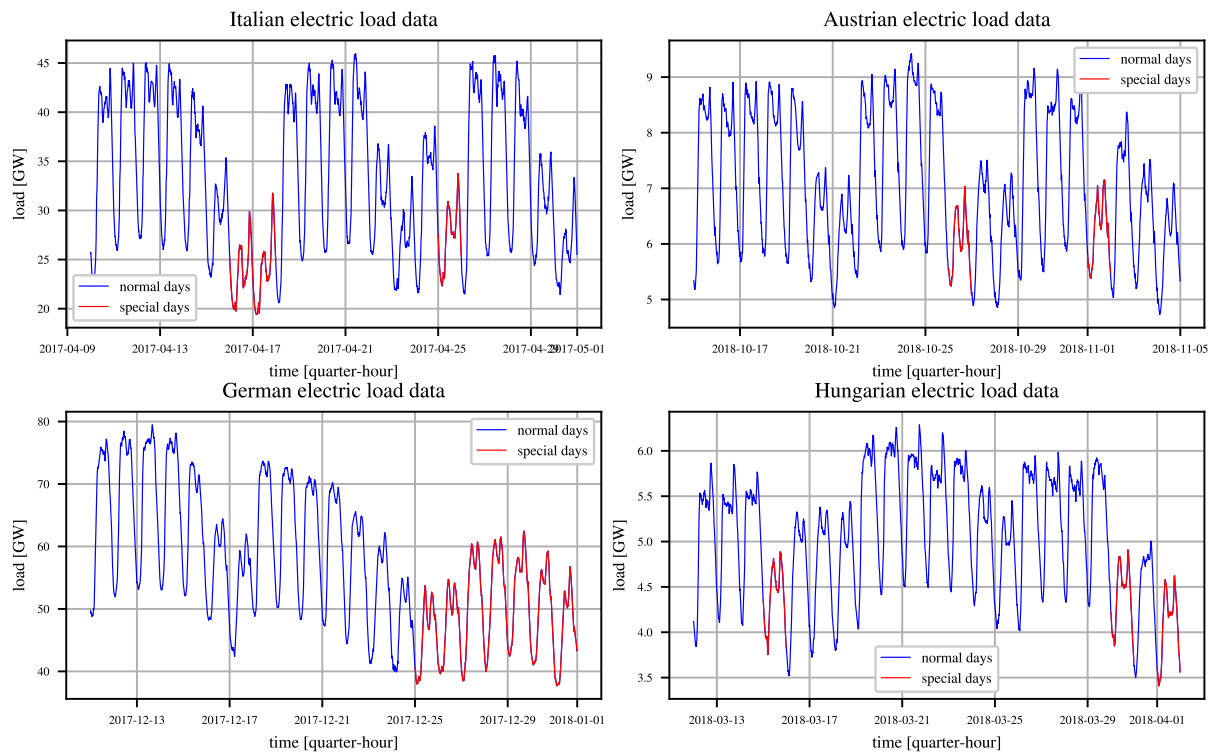 Italian electric load data
load [GW]
45
40
35
30
25
20
normal days
special days
2017-04-09
2017-04-13
2017-04-17
2017-04-21
2017-04-25
2017-04-29
2017-05-01
time [quarter-hour]
Austrian electric load data
load [GW]
9
8
7
6
5
normal days
special days
2018-10-17
2018-10-21
2018-10-25
2018-10-29
2018-11-01
2018-11-05
time [quarter-hour]
German electric load data
load [GW]
80
70
60
50
40
normal days
special days
2017-12-13
2017-12-17
2017-12-21
2017-12-25
2017-12-29
2018-01-01
time [quarter-hour]
Hungarian electric load data
load [GW]
6.0
5.5
5.0
4.5
4.0
3.5
normal days
special days
2018-03-13
2018-03-17
2018-03-21
2018-03-25
2018-03-29
2018-04-01
time [quarter-hour]